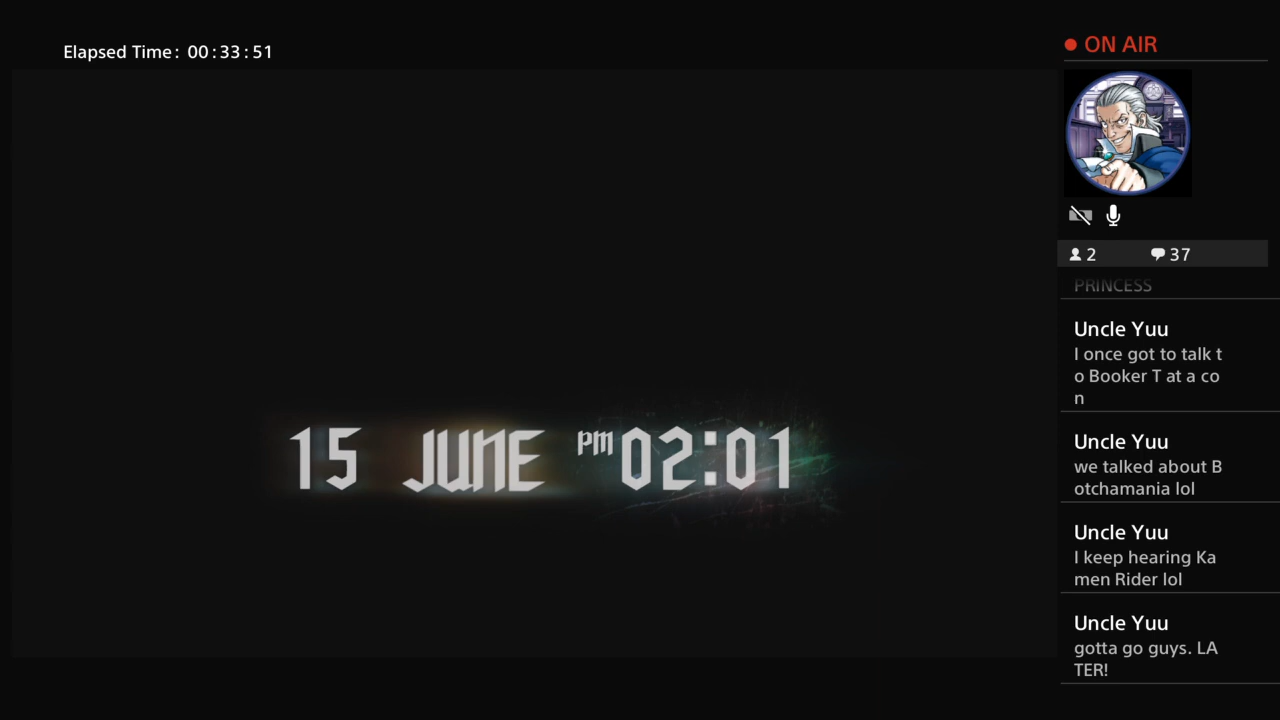 Elapsed Time: 00:33:51
ON AIR
2 37
PRINCESS
Uncle Yuu
I once got to talk t
o Booker T at a co
n
Uncle Yuu
we talked about B
otchamania lol
Uncle Yuu
I keep hearing Ka
men Rider lol
Uncle Yuu
gotta go guys. LA
TER!
15 JUNE pm 02:01